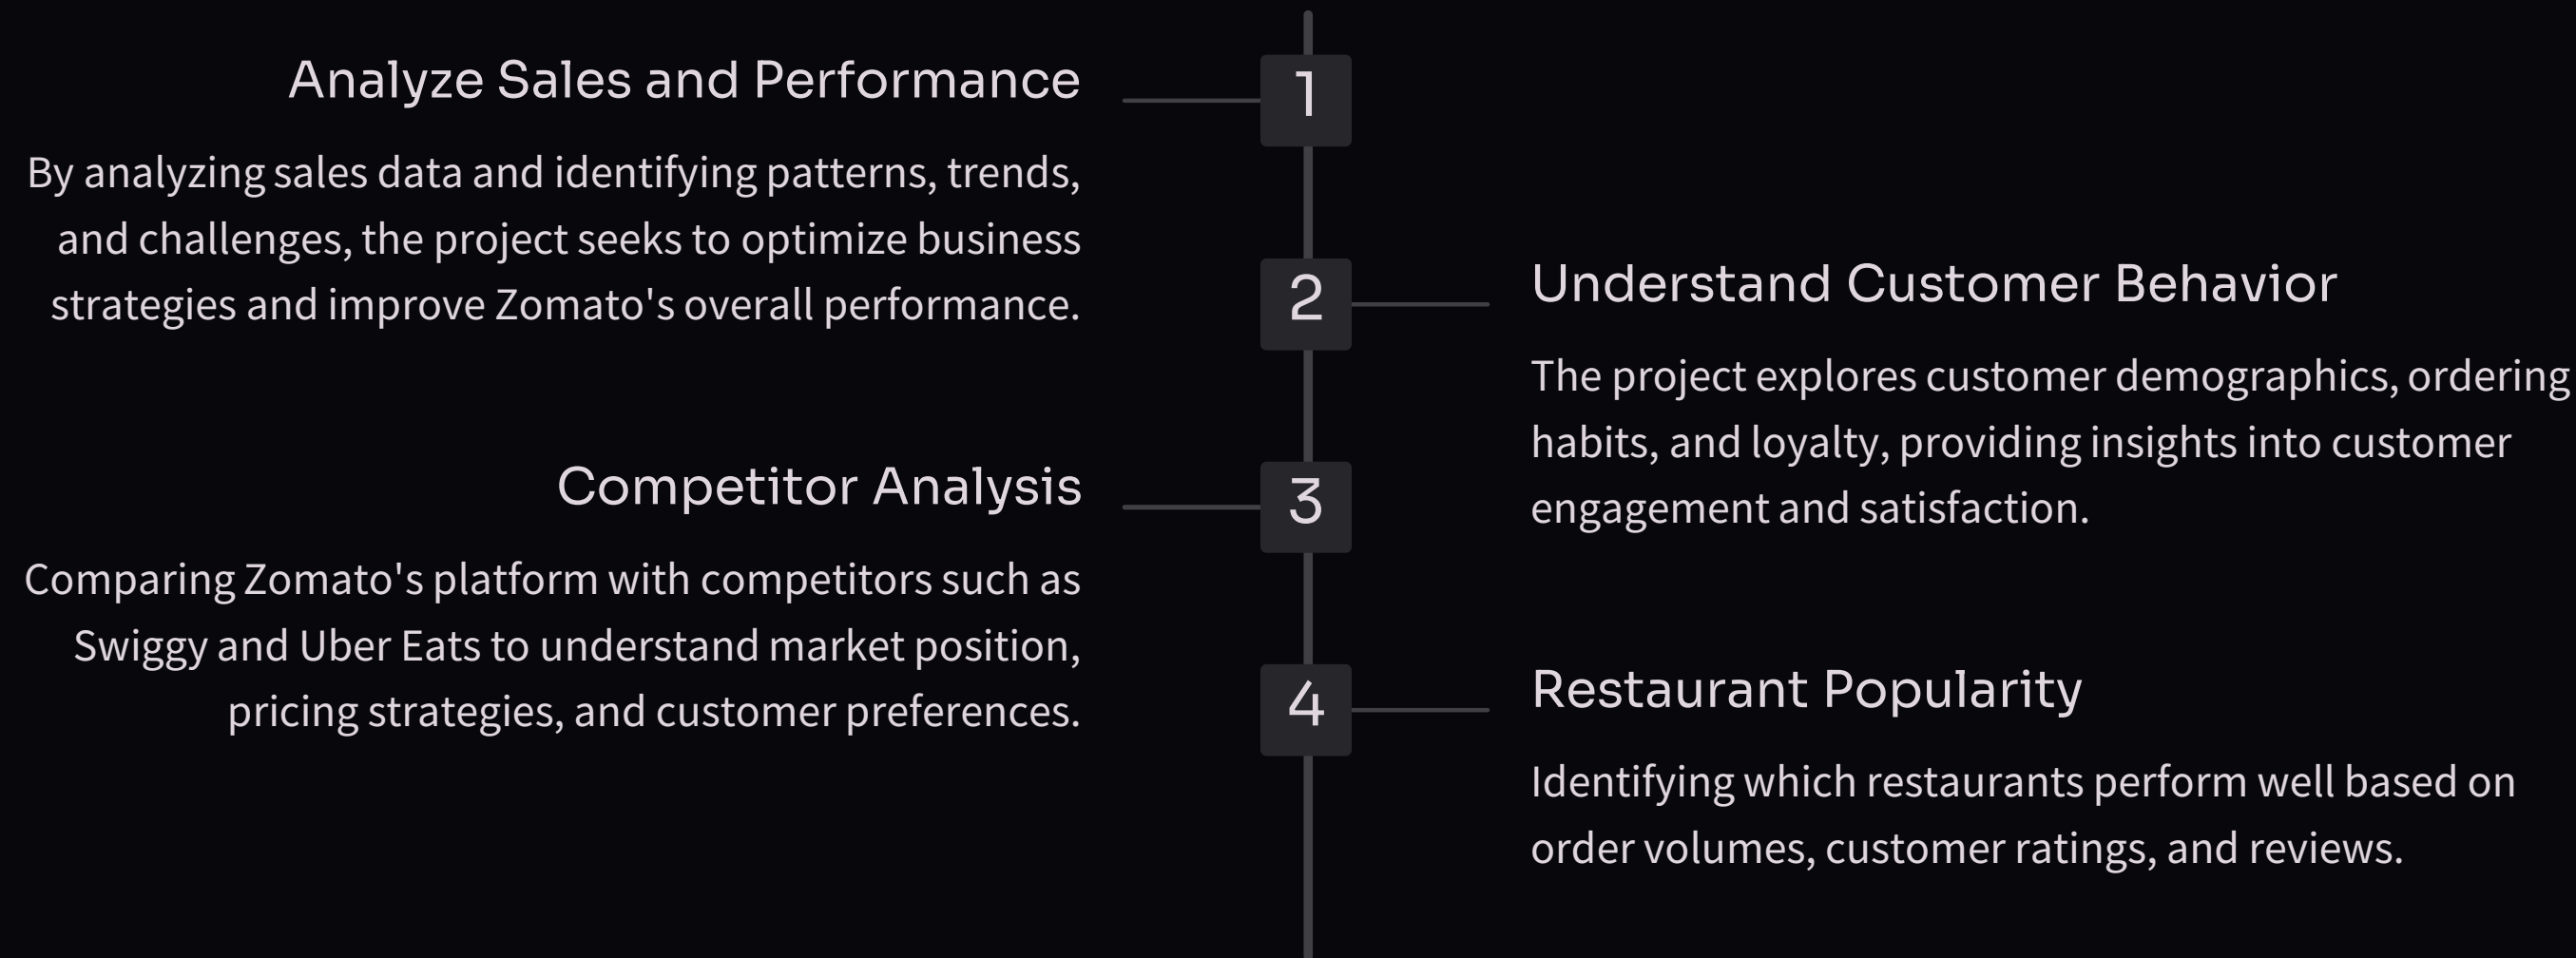 Analyze Sales and Performance
1
By analyzing sales data and identifying patterns, trends,
and challenges, the project seeks to optimize business
strategies and improve Zomato's overall performance.
2
Understand Customer Behavior
The project explores customer demographics, ordering
habits, and loyalty, providing insights into customer
engagement and satisfaction.
Competitor Analysis
3
Comparing Zomato's platform with competitors such as
Swiggy and Uber Eats to understand market position,
pricing strategies, and customer preferences.
4
Restaurant Popularity
Identifying which restaurants perform well based on
order volumes, customer ratings, and reviews.